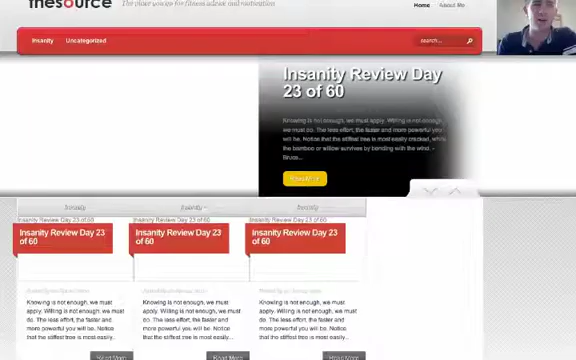 thesource
The place you go for fitness advice and motivation
Home About Me
Insanity Uncategorized
search...
Insanity Review Day
23 of 60
Knowing is not enough, we must apply. Willing is not enough,
we must do. The less effort, the faster and more powerful you
will be. Notice that the stiffest tree is most easily cracked, while
the bamboo or willow survives by bending with the wind. -
Bruce...
Read More
Insanity Insanity Insanity
Insanity Review Day 23 of 60 Insanity Review Day 23 of 60 Insanity Review Day 23 of 60
Insanity Review Day 23
of 60
Insanity Review Day 23
of 60
Insanity Review Day 23
of 60
Knowing is not enough, we must
apply. Willing is not enough, we
must do. The less effort, the faster
and more powerful you will be.
Notice that the stiffest tree is most
Knowing is not enough, we must
apply. Willing is not enough, we
must do. The less effort, the faster
and more powerful you will be.
Notice that the stiffest tree is most
Knowing is not enough, we must
apply. Willing is not enough, we
must do. The less effort, the faster
and more powerful you will be.
Notice that the stiffest tree is most
Read More Read More Read More